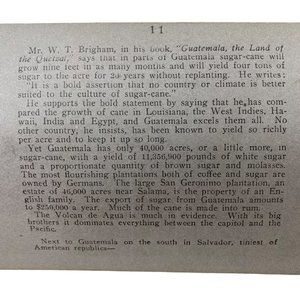 11
Mr. W. T. Brigham, in his book, "Guatemala, the Land of
the Quetzal," says that in parts of Guatemala sugar-cane will
grow nine feet in as many months and will yield four tons of
sugar to the acre for 20 years without replanting. He writes:
"It is a bold assertion that no country or climate is better
suited to the culture of sugar-cane."
He supports the bold statement by saying that he has com-
pared the growth of cane in Louisiana, the West Indies, Ha-
waii, India and Egypt, and Guatemala excels them all. No
other country, he insists, has been known to yield so richly
per acre and to keep it up so long.
Yet Guatemala has only 40,000 acres, or a little more, in
sugar-cane, with a yield of 11,356,900 pounds of white sugar
and a proportionate quantity of brown sugar and molasses.
The most flourishing plantations both of coffee and sugar are
owned by Germans. The large San Geronimo plantation, an
estate of 46,000 acres near Salama, is the property of an En-
glish family. The export of sugar from Guatemala amounts
to $250,000 a year. Much of the cane is made into rum.
The Volcan de Agua is much in evidence. With its big
brothers it dominates everything between the capitol and the
Pacific.
Next to Guatemala on the south is Salvador, tiniest of
American republics—